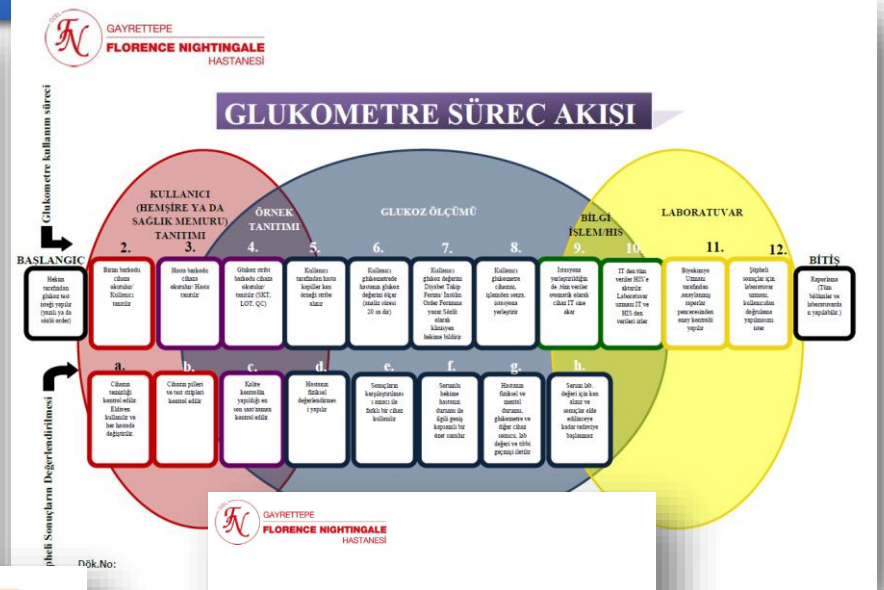 ÖZEL
GAYRETTEPE
FLORENCE NIGHTINGALE
HASTANESİ
GLUKOMETRE SÜREÇ AKIŞI
Glukometre kullanım süreci
KULLANICI
(HEMŞİRE YA DA
SAĞLIK MEMURU)
TANITIMI
ÖRNEK
TANITIMI
GLUKOZ ÖLÇÜMÜ
BİLGİ
İŞLEM/HIS
LABORATUVAR
BAŞLANGIÇ
2.
3.
4.
5.
6.
7.
8.
9.
10.
11.
12.
BİTİŞ
Hekim
tarafından
glukoz test
isteği yapılır
(yazılı ya da
sözlü order)
Birim barkodu
cihaza
okutulur/
Kullanıcı
tanıtılır
Hasta barkodu
cihaza
okutulur/ Hasta
tanıtılır
Glukoz stribi
barkodu cihaza
okutulur/
tanıtılır (SKT,
LOT, QC)
Kullanıcı
tarafından hasta
kapiller kan
örneği stribe
alınır
Kullanıcı
glukometrede
hastanın glukoz
değerini ölçer
(analiz süresi
20 sn dir)
Kullanıcı
glukoz değerini
Diyabet Takip
Formu/ İnsülin
Order Formuna
yazar Sözlü
olarak
klinisyen
hekime bildirir
Kullanıcı
glukometre
cihazını,
işlemden sonra,
istasyona
yerleştirir
İstasyona
yerleştirildiğin
de ,tüm veriler
otomatik olarak
cihaz IT sine
akar
IT den tüm
veriler HIS'e
aktarılır.
Laboratuvar
uzmanı IT ve
HIS den
verileri izler
Biyokimya
Uzmanı
tarafından
,onaylanmış
raporlar
penceresinden
onay kontrolü
yapılır
Şüpheli
sonuçlar için
laboratuvar
uzmanı,
kullanıcıdan
doğrulama
yapılmasını
ister
Raporlama
(Tüm
bölümler ve
laboratuvarda
n yapılabilir.)
pheli Sonuçların Değerlendirilmesi
a.
b.
c.
d.
e.
f.
g.
h.
Cihazın
temizliği
kontrol edilir.
Eldiven
kullanılır ve
her hastada
değiştirilir.
Cihazın pilleri
ve test stripleri
kontrol edilir
Kalite
kontrolün
yapıldığı en
son saat/zaman
kontrol edilir.
Hastanın
fiziksel
değerlendirmes
i yapılır
Sonuçların
karşılaştırılması
amacı ile
farklı bir cihaz
kullanılır
Sorumlu
hekime
hastanın
durumu ile
ilgili geniş
kapsamlı bir
özet sunulur
Hastanın
fiziksel ve
mental
durumu,
glukometre ve
diğer cihaz
sonucu, lab
değeri ve tıbbi
geçmişi iletilir
Serum lab.
değeri için kan
alınır ve
sonuçlar elde
edilinceye
kadar tedaviye
başlanmaz
GAYRETTEPE
FLORENCE NIGHTINGALE
HASTANESİ
Dök.No: